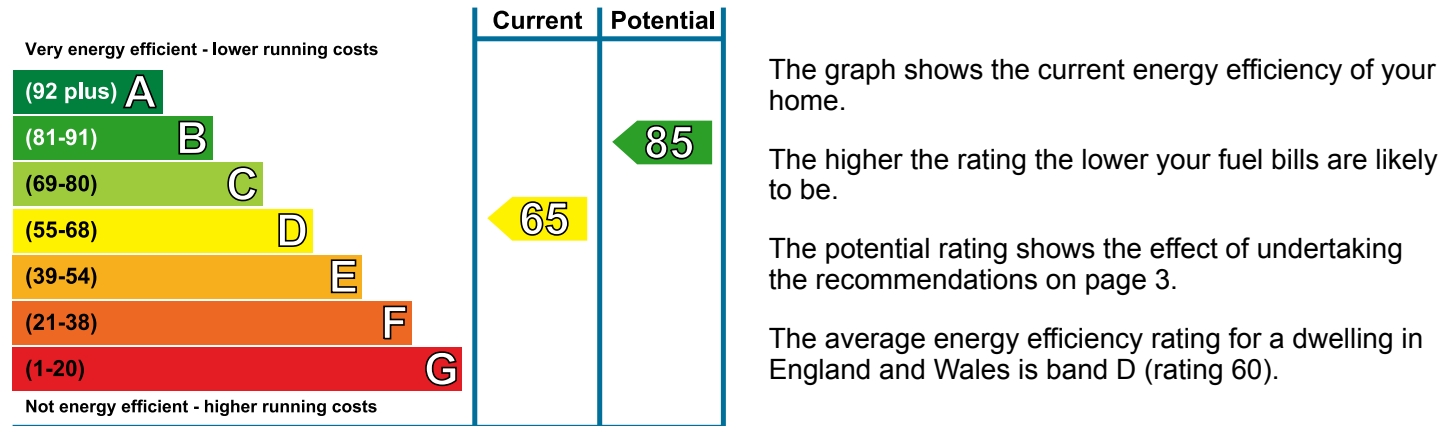 Current Potential
Very energy efficient - lower running costs
(92 plus) A
(81-91) B
(69-80) C
(55-68) D
(39-54) E
(21-38) F
(1-20) G
Not energy efficient - higher running costs
65
85
The graph shows the current energy efficiency of your
home.
The higher the rating the lower your fuel bills are likely
to be.
The potential rating shows the effect of undertaking
the recommendations on page 3.
The average energy efficiency rating for a dwelling in
England and Wales is band D (rating 60).